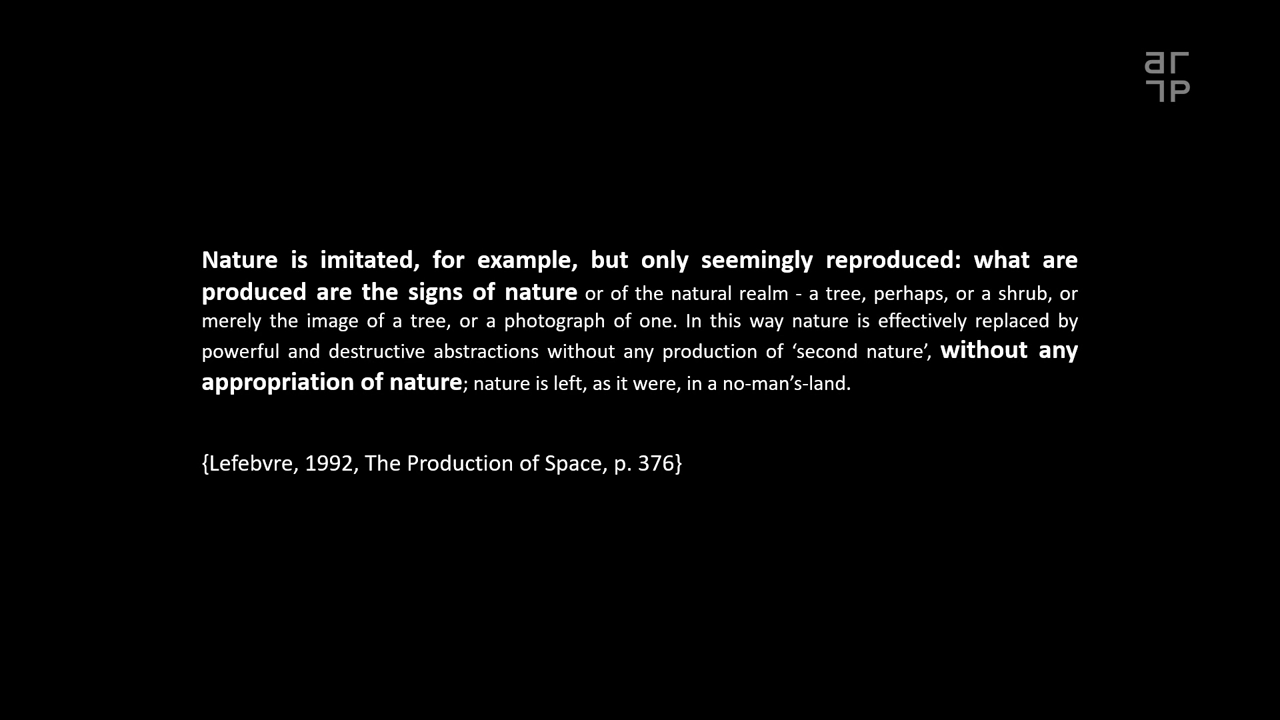 Nature is imitated, for example, but only seemingly reproduced: what are
produced are the signs of nature or of the natural realm - a tree, perhaps, or a shrub, or
merely the image of a tree, or a photograph of one. In this way nature is effectively replaced by
powerful and destructive abstractions without any production of ‘second nature’, without any
appropriation of nature; nature is left, as it were, in a no-man’s-land.
{Lefebvre, 1992, The Production of Space, p. 376}